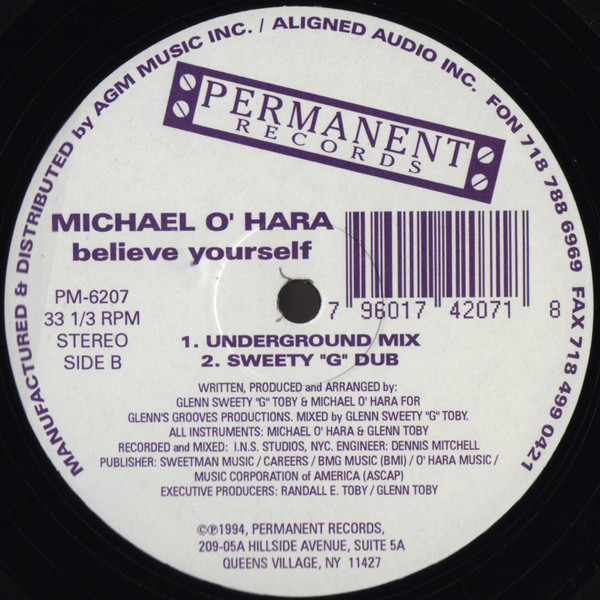 MANUFACTURED & DISTRIBUTED by AGM MUSIC INC. / ALIGNED AUDIO INC. FON 718 788 6969 FAX 718 499 0421
PERMANENT
RECORDS
MICHAEL O' HARA
believe yourself
PM-6207
33 1/3 RPM
STEREO
SIDE B
7 96017 42071 8
1. UNDERGROUND MIX
2. SWEETY "G" DUB
WRITTEN, PRODUCED and ARRANGED by:
GLENN SWEETY "G" TOBY & MICHAEL O' HARA FOR
GLENN'S GROOVES PRODUCTIONS. MIXED by GLENN SWEETY "G" TOBY.
ALL INSTRUMENTS: MICHAEL O' HARA & GLENN TOBY
RECORDED and MIXED: I.N.S. STUDIOS, NYC. ENGINEER: DENNIS MITCHELL
PUBLISHER: SWEETMAN MUSIC / CAREERS / BMG MUSIC (BMI) / O' HARA MUSIC /
MUSIC CORPORATION of AMERICA (ASCAP)
EXECUTIVE PRODUCERS: RANDALL E. TOBY / GLENN TOBY
©℗1994, PERMANENT RECORDS,
209-05A HILLSIDE AVENUE, SUITE 5A
QUEENS VILLAGE, NY 11427